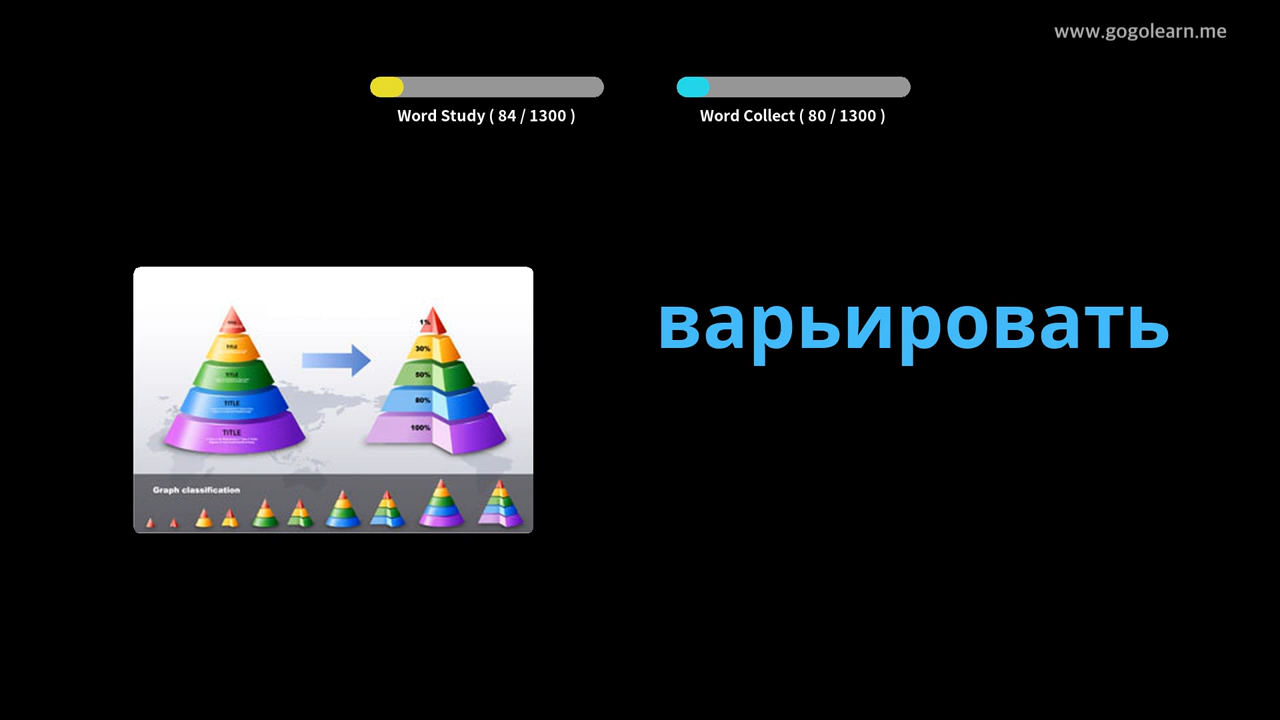 www.gogolearn.me
Word Study ( 84 / 1300 )
Word Collect ( 80 / 1300 )
варьировать
TITLE
TITLE
TITLE
TITLE
1%
30%
50%
80%
100%
Graph classification